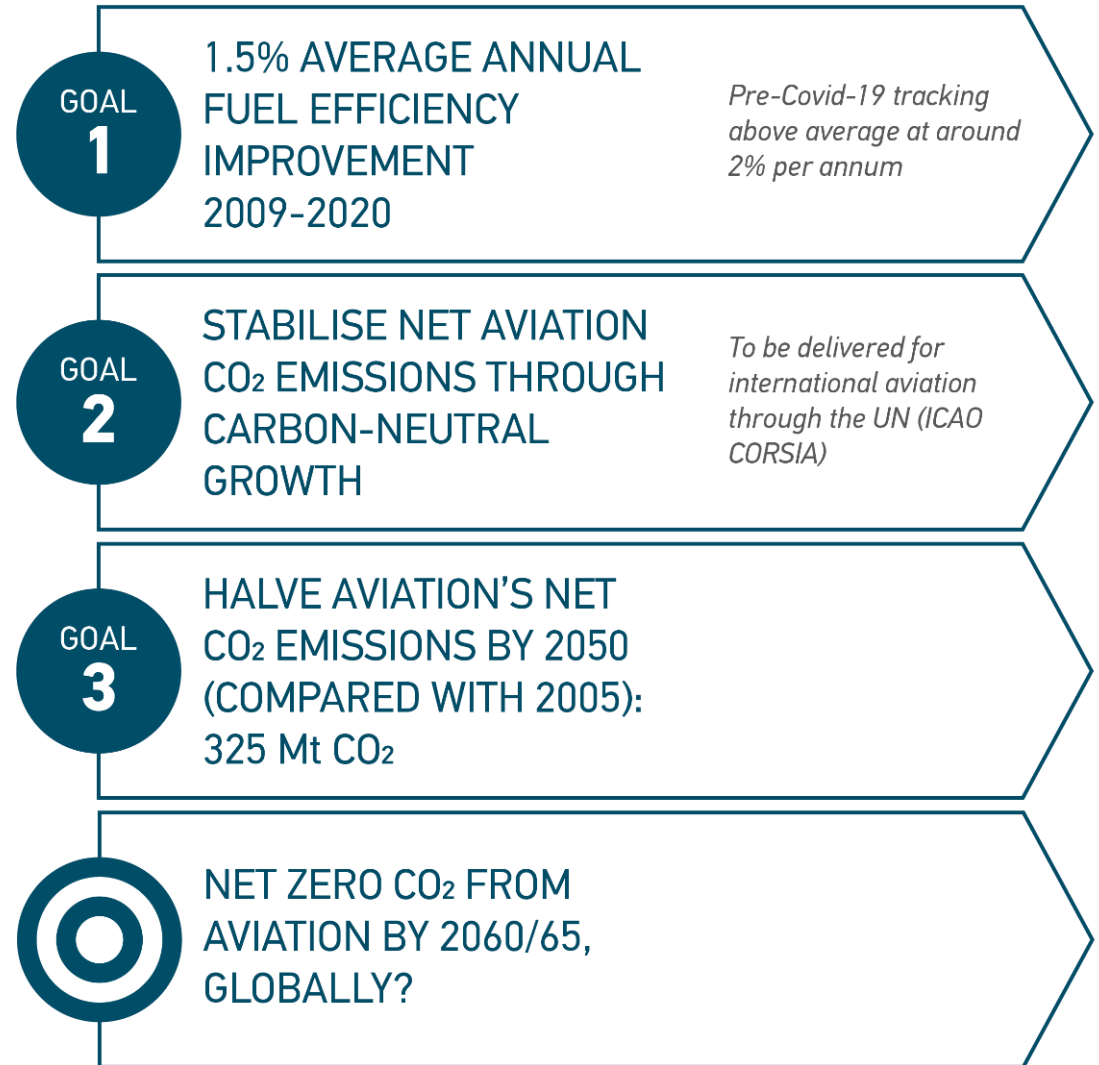 GOAL
1
1.5% AVERAGE ANNUAL
FUEL EFFICIENCY
IMPROVEMENT
2009-2020
Pre-Covid-19 tracking
above average at around
2% per annum
GOAL
2
STABILISE NET AVIATION
CO₂ EMISSIONS THROUGH
CARBON-NEUTRAL
GROWTH
To be delivered for
international aviation
through the UN (ICAO
CORSIA)
GOAL
3
HALVE AVIATION'S NET
CO₂ EMISSIONS BY 2050
(COMPARED WITH 2005):
325 Mt CO₂
NET ZERO CO₂ FROM
AVIATION BY 2060/65,
GLOBALLY?